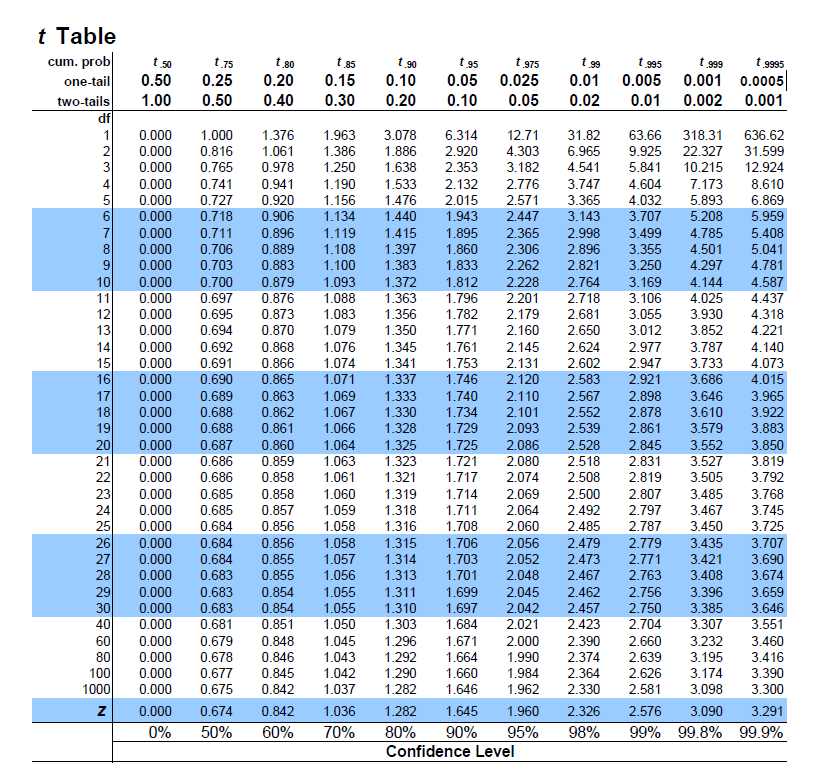 t Table
cum. prob t .50 t .75 t .80 t .85 t .90 t .95 t .975 t .99 t .995 t .999 t .9995
one-tail 0.50 0.25 0.20 0.15 0.10 0.05 0.025 0.01 0.005 0.001 0.0005
two-tails 1.00 0.50 0.40 0.30 0.20 0.10 0.05 0.02 0.01 0.002 0.001
df
1 0.000 1.000 1.376 1.963 3.078 6.314 12.71 31.82 63.66 318.31 636.62
2 0.000 0.816 1.061 1.386 1.886 2.920 4.303 6.965 9.925 22.327 31.599
3 0.000 0.765 0.978 1.250 1.638 2.353 3.182 4.541 5.841 10.215 12.924
4 0.000 0.741 0.941 1.190 1.533 2.132 2.776 3.747 4.604 7.173 8.610
5 0.000 0.727 0.920 1.156 1.476 2.015 2.571 3.365 4.032 5.893 6.869
6 0.000 0.718 0.906 1.134 1.440 1.943 2.447 3.143 3.707 5.208 5.959
7 0.000 0.711 0.896 1.119 1.415 1.895 2.365 2.998 3.499 4.785 5.408
8 0.000 0.706 0.889 1.108 1.397 1.860 2.306 2.896 3.355 4.501 5.041
9 0.000 0.703 0.883 1.100 1.383 1.833 2.262 2.821 3.250 4.297 4.781
10 0.000 0.700 0.879 1.093 1.372 1.812 2.228 2.764 3.169 4.144 4.587
11 0.000 0.697 0.876 1.088 1.363 1.796 2.201 2.718 3.106 4.025 4.437
12 0.000 0.695 0.873 1.083 1.356 1.782 2.179 2.681 3.055 3.930 4.318
13 0.000 0.694 0.870 1.079 1.350 1.771 2.160 2.650 3.012 3.852 4.221
14 0.000 0.692 0.868 1.076 1.345 1.761 2.145 2.624 2.977 3.787 4.140
15 0.000 0.691 0.866 1.074 1.341 1.753 2.131 2.602 2.947 3.733 4.073
16 0.000 0.690 0.865 1.071 1.337 1.746 2.120 2.583 2.921 3.686 4.015
17 0.000 0.689 0.863 1.069 1.333 1.740 2.110 2.567 2.898 3.646 3.965
18 0.000 0.688 0.862 1.067 1.330 1.734 2.101 2.552 2.878 3.610 3.922
19 0.000 0.688 0.861 1.066 1.328 1.729 2.093 2.539 2.861 3.579 3.883
20 0.000 0.687 0.860 1.064 1.325 1.725 2.086 2.528 2.845 3.552 3.850
21 0.000 0.686 0.859 1.063 1.323 1.721 2.080 2.518 2.831 3.527 3.819
22 0.000 0.686 0.858 1.061 1.321 1.717 2.074 2.508 2.819 3.505 3.792
23 0.000 0.685 0.858 1.060 1.319 1.714 2.069 2.500 2.807 3.485 3.768
24 0.000 0.685 0.857 1.059 1.318 1.711 2.064 2.492 2.797 3.467 3.745
25 0.000 0.684 0.856 1.058 1.316 1.708 2.060 2.485 2.787 3.450 3.725
26 0.000 0.684 0.856 1.058 1.315 1.706 2.056 2.479 2.779 3.435 3.707
27 0.000 0.684 0.855 1.057 1.314 1.703 2.052 2.473 2.771 3.421 3.690
28 0.000 0.683 0.855 1.056 1.313 1.701 2.048 2.467 2.763 3.408 3.674
29 0.000 0.683 0.854 1.055 1.311 1.699 2.045 2.462 2.756 3.396 3.659
30 0.000 0.683 0.854 1.055 1.310 1.697 2.042 2.457 2.750 3.385 3.646
40 0.000 0.681 0.851 1.050 1.303 1.684 2.021 2.423 2.704 3.307 3.551
60 0.000 0.679 0.848 1.045 1.296 1.671 2.000 2.390 2.660 3.232 3.460
80 0.000 0.678 0.846 1.043 1.292 1.664 1.990 2.374 2.639 3.195 3.416
100 0.000 0.677 0.845 1.042 1.290 1.660 1.984 2.364 2.626 3.174 3.390
1000 0.000 0.675 0.842 1.037 1.282 1.646 1.962 2.330 2.581 3.098 3.300
z 0.000 0.674 0.842 1.036 1.282 1.645 1.960 2.326 2.576 3.090 3.291
0% 50% 60% 70% 80% 90% 95% 98% 99% 99.8% 99.9%
Confidence Level